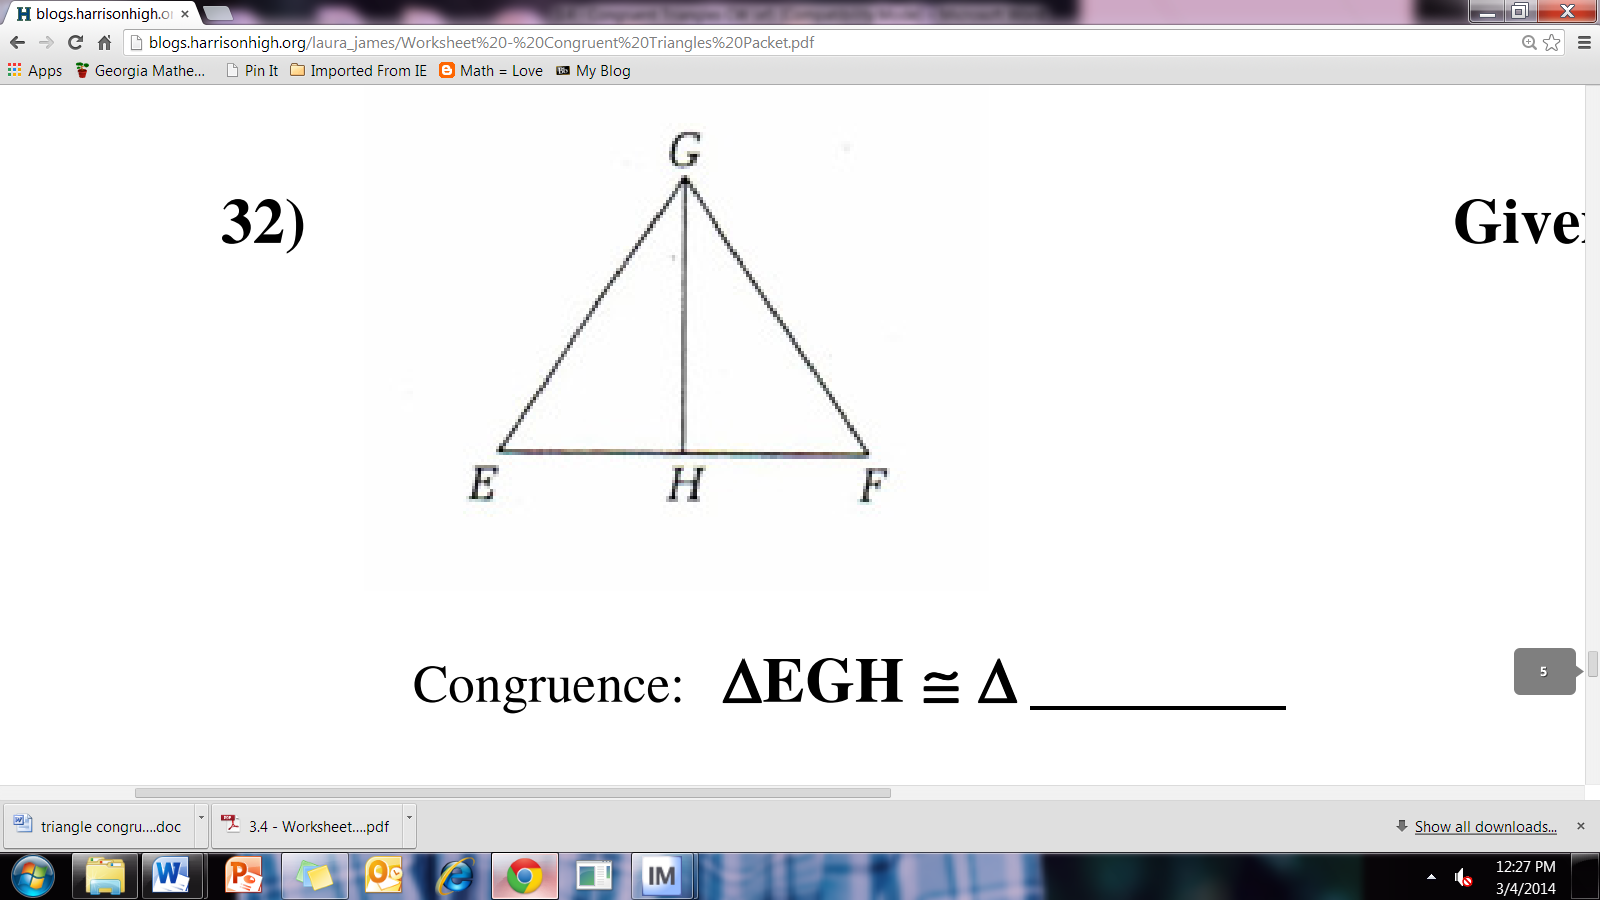 blogs.harrisonhigh.or
blogs.harrisonhigh.org/laura_james/Worksheet%20-%20Congruent%20Triangles%20Packet.pdf
Apps Georgia Mathe... Pin It Imported From IE Math = Love My Blog
G
32)
Give
E H F
Congruence: ΔEGH ≅ Δ __________
5
triangle congru....doc 3.4 - Worksheet....pdf Show all downloads...
IM
12:27 PM
3/4/2014